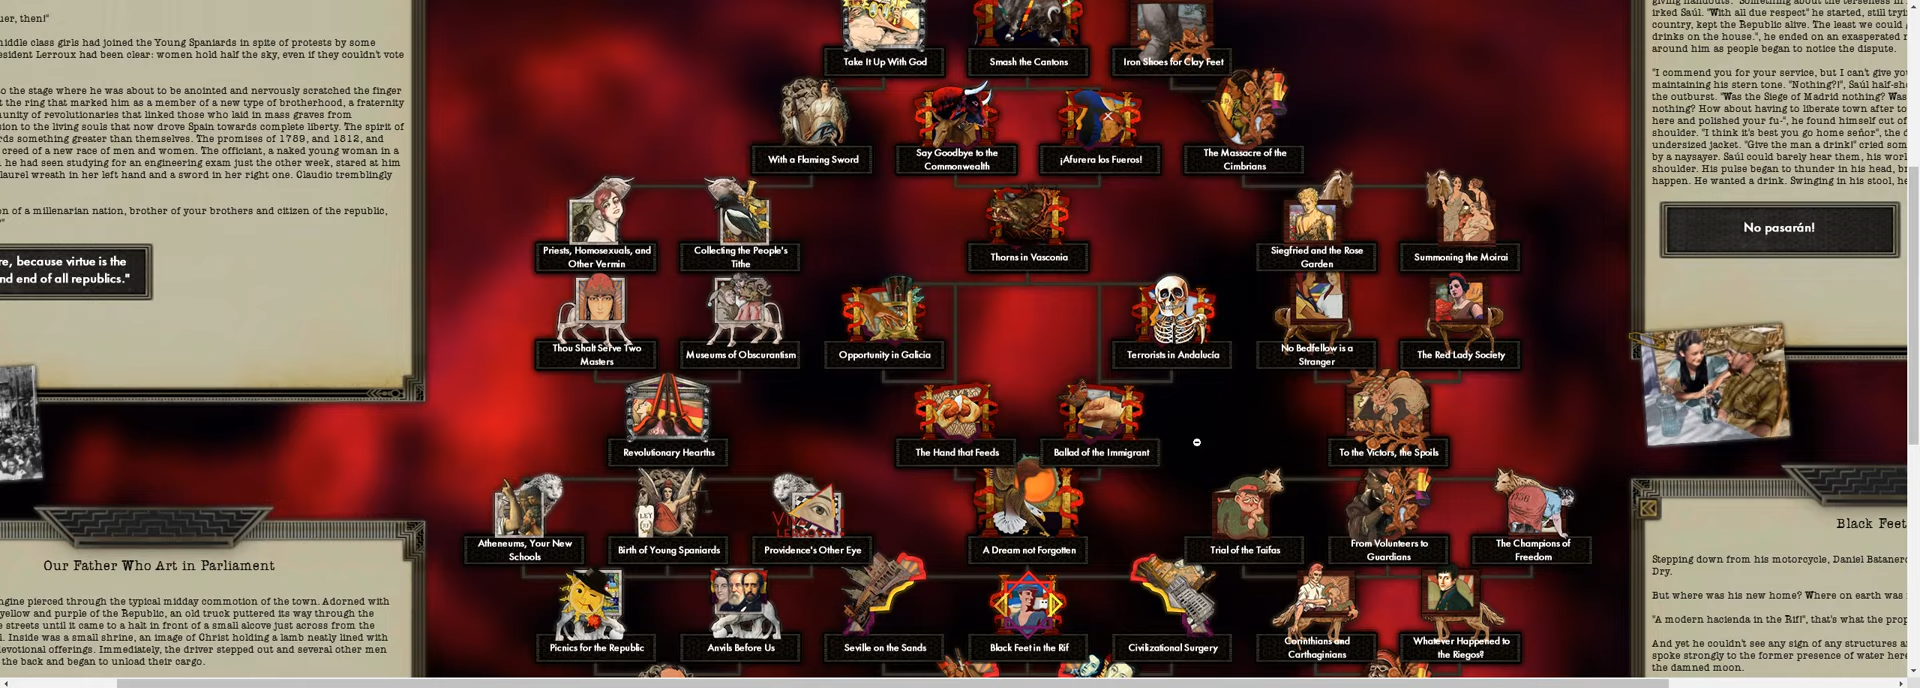 uer, then!"
middle class girls had joined the Young Spaniards in spite of protests by some
esident Lerroux had been clear: women hold half the sky, even if they couldn't vote
to the stage where he was about to be anointed and nervously scratched the finger
t the ring that marked him as a member of a new type of brotherhood, a fraternity
unity of revolutionaries that linked those who laid in mass graves from
sion to the living souls that now drove Spain towards complete liberty. The spirit of
rds something greater than themselves. The promises of 1789, and 1812, and
creed of a new race of men and women. The officiant, a naked young woman in a
he had seen studying for an engineering exam just the other week, stared at him
laurel wreath in her left hand and a sword in her right one. Claudio tremblingly
on of a millenarian nation, brother of your brothers and citizen of the republic,
re, because virtue is the
nd end of all republics."
Our Father Who Art in Parliament
ngine pierced through the typical midday commotion of the town. Adorned with
yellow and purple of the Republic, an old truck puttered its way through the
e streets until it came to a halt in front of a small alcove just across from the
l. Inside was a small shrine, an image of Christ holding a lamb neatly lined with
devotional offerings. Immediately, the driver stepped out and several other men
the back and began to unload their cargo.
Take It Up With God
Smash the Cantons
Iron Shoes for Clay Feet
With a Flaming Sword
Say Goodbye to the
Commonwealth
¡Afuera los Fueros!
The Massacre of the
Cimbrians
Priests, Homosexuals, and
Other Vermin
Collecting the People's
Tithe
Thorns in Vasconia
Siegfried and the Rose
Garden
Summoning the Moirai
Thou Shalt Serve Two
Masters
Museums of Obscurantism
Opportunity in Galicia
Terrorists in Andalucía
No Bedfellow is a
Stranger
The Red Lady Society
Revolutionary Hearths
The Hand that Feeds
Ballad of the Immigrant
To the Victors, the Spoils
LEY
1936
Atheneums, Your New
Schools
Birth of Young Spaniards
Providence's Other Eye
A Dream not Forgotten
Trial of the Taifas
From Volunteers to
Guardians
The Champions of
Freedom
Picnics for the Republic
Anvils Before Us
Seville on the Sands
Black Feet in the Rif
Civilizational Surgery
Corinthians and
Carthaginians
Whatever Happened to
the Riegos?
giving handouts. Something about the terseness in
irked Saúl. "With all due respect" he started, still tryi
country, kept the Republic alive. The least we could
drinks on the house.", he ended on an exasperated n
around him as people began to notice the dispute.
"I commend you for your service, but I can't give yo
maintaining his stern tone. "Nothing?!", Saúl half-sho
the outburst. "Was the Siege of Madrid nothing? Was
nothing? How about having to liberate town after to
here and polished your fu-", he found himself cut of
shoulder. "I think it's best you go home señor", the d
undersized jacket. "Give the man a drink!" cried som
by a naysayer. Saúl could barely hear them, his worl
shoulder. His pulse began to thunder in his head, br
happen. He wanted a drink. Swinging in his stool, he
No pasarán!
Black Feet
Stepping down from his motorcycle, Daniel Batanero
Dry.
But where was his new home? Where on earth was
"A modern hacienda in the Rif!", that's what the prop
And yet he couldn't see any sign of any structures a
spoke strongly to the former presence of water here
the damned moon.